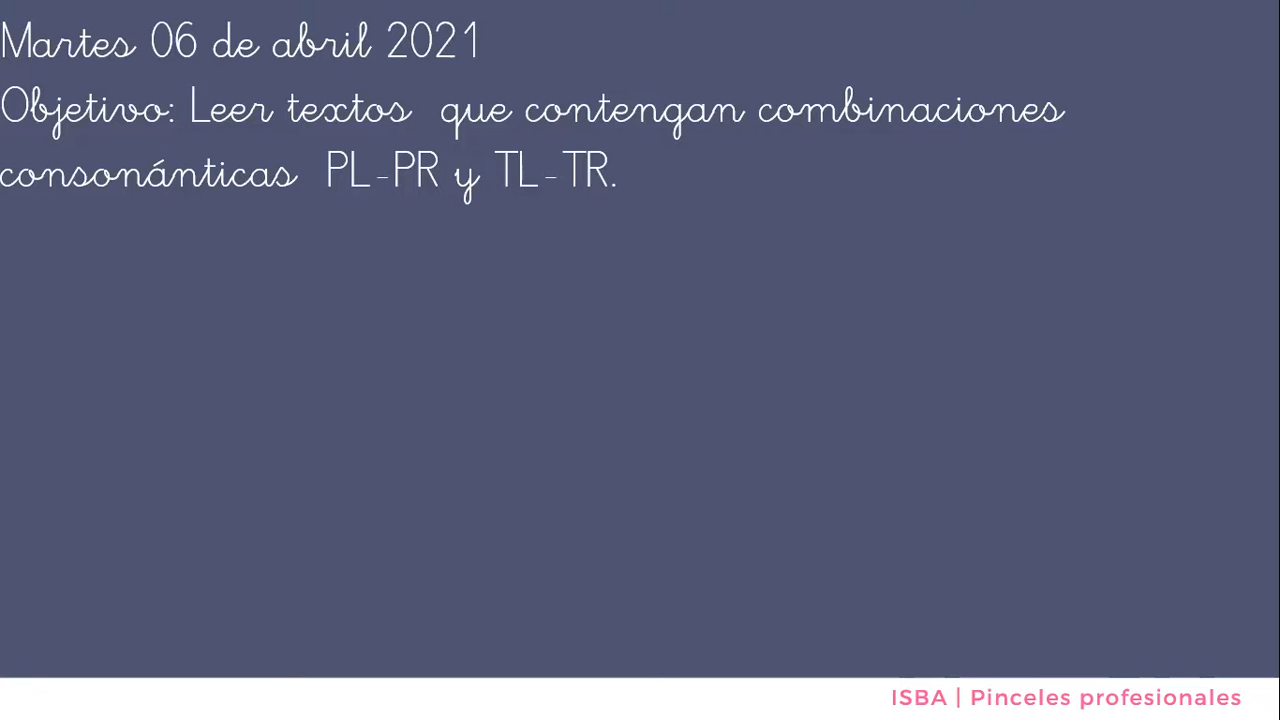 Martes 06 de abril 2021
Objetivo: Leer textos que contengan combinaciones
consonánticas PL-PR y TL-TR.
ISBA | Pinceles profesionales